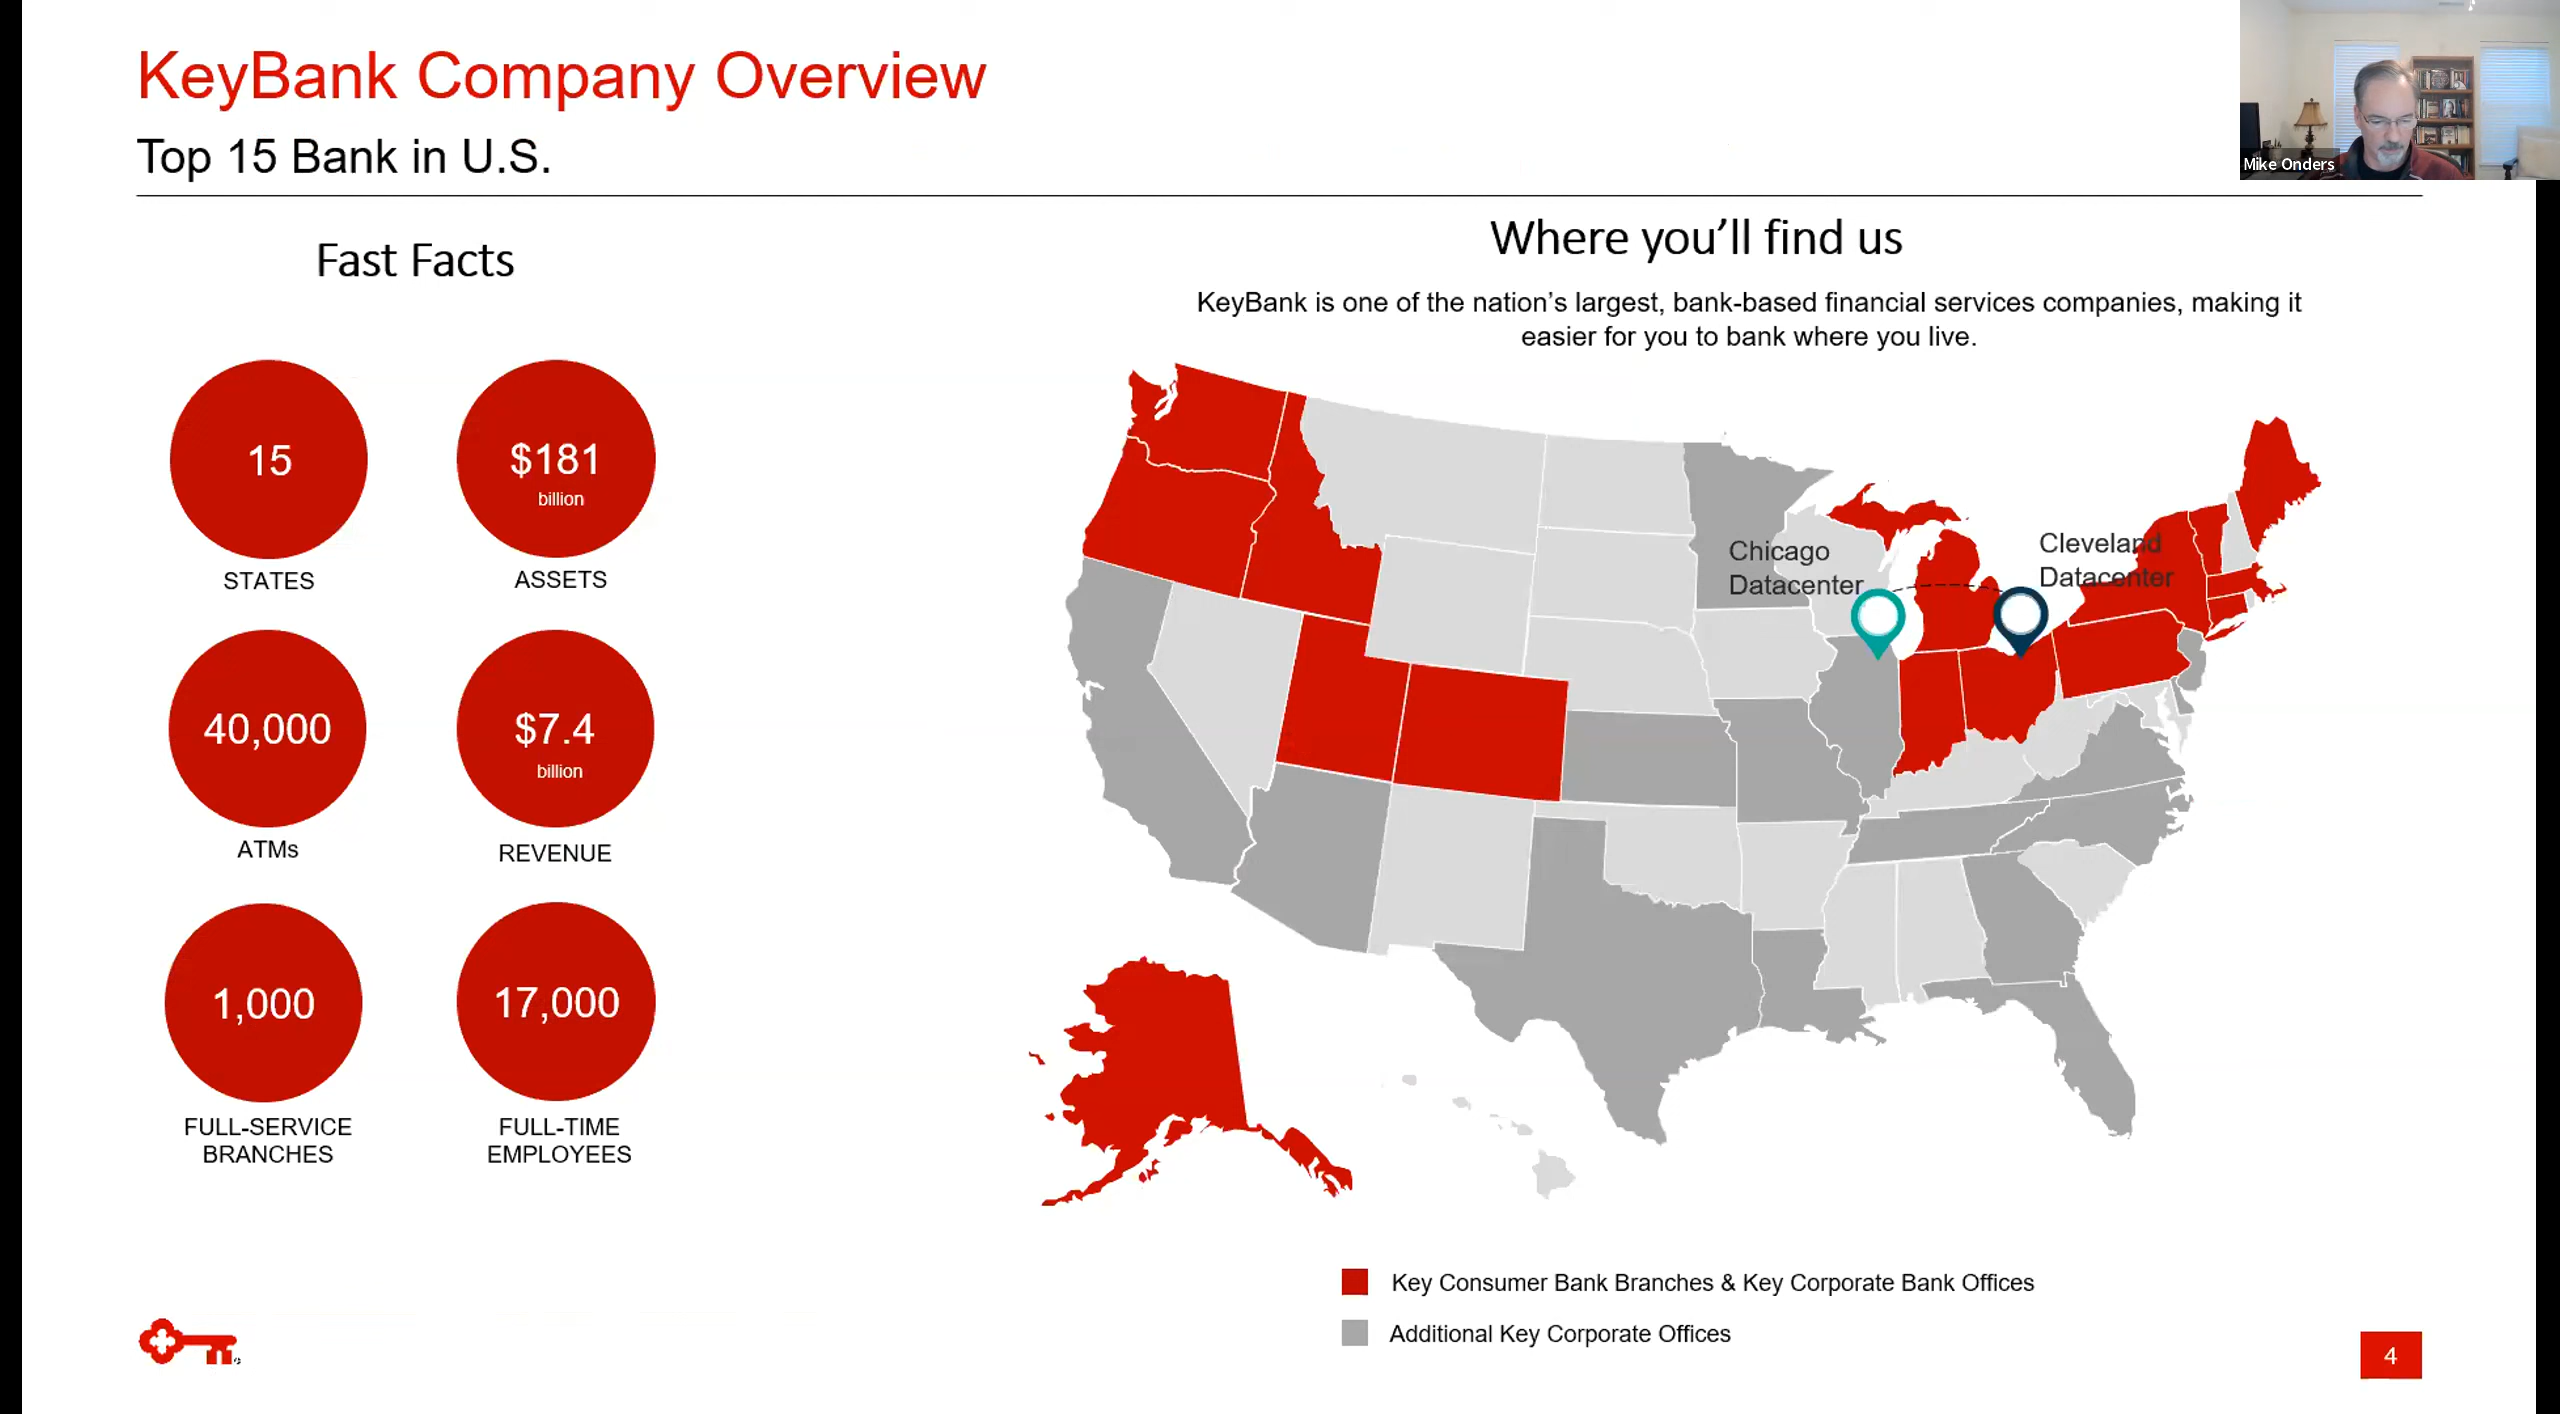 KeyBank Company Overview
Top 15 Bank in U.S.
Mike Onders
Fast Facts
15
STATES
$181
billion
ASSETS
40,000
ATMs
$7.4
billion
REVENUE
1,000
FULL-SERVICE
BRANCHES
17,000
FULL-TIME
EMPLOYEES
Where you’ll find us
KeyBank is one of the nation’s largest, bank-based financial services companies, making it
easier for you to bank where you live.
Chicago
Datacenter
Cleveland
Datacenter
Key Consumer Bank Branches & Key Corporate Bank Offices
Additional Key Corporate Offices
4